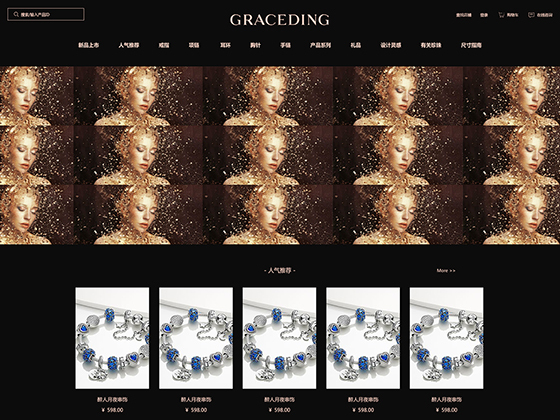 搜索/输入产品ID
GRACEDING
查找店铺 登录 购物车 在线咨询
新品上市 人气推荐 戒指 项链 耳环 胸针 手链 产品系列 礼品 设计灵感 有关珍珠 尺寸指南
- 人气推荐 - More >>
醉人月夜串饰 醉人月夜串饰 醉人月夜串饰 醉人月夜串饰 醉人月夜串饰
¥ 598.00 ¥ 598.00 ¥ 598.00 ¥ 598.00 ¥ 598.00